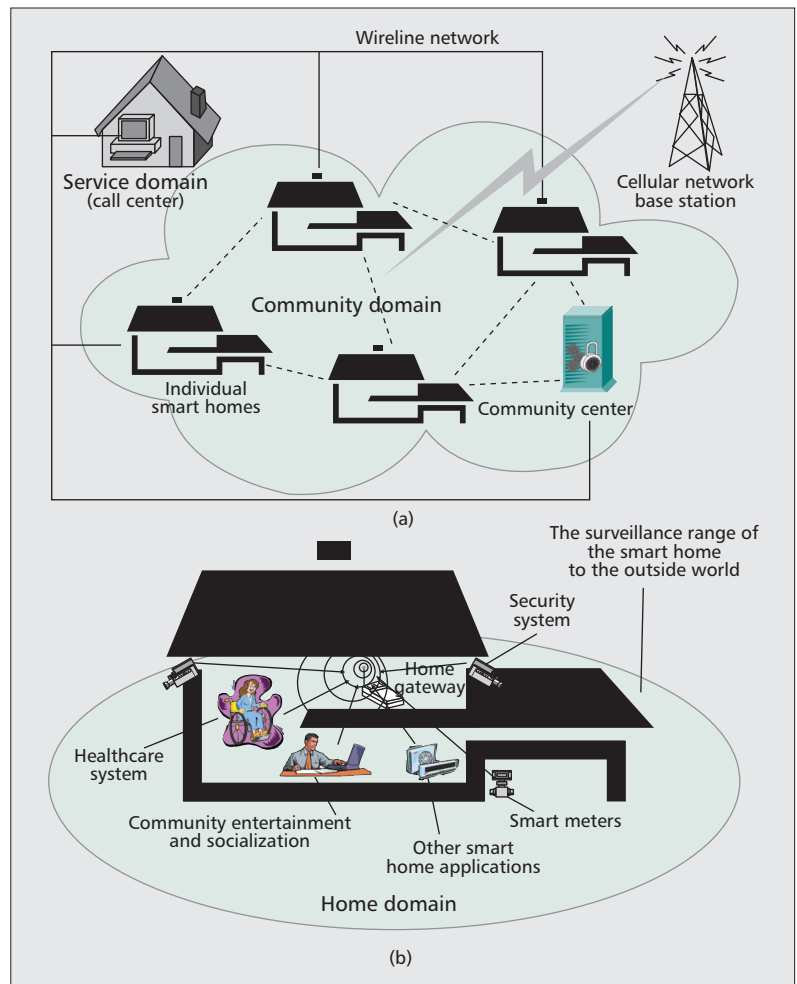 Wireline network
Service domain
(call center)
Cellular network
base station
Community domain
Individual
smart homes
Community center
(a)
The surveillance range of
the smart home
to the outside world
Security
system
Home
gateway
Healthcare
system
Community entertainment
and socialization
Smart meters
Other smart
home applications
Home domain
(b)